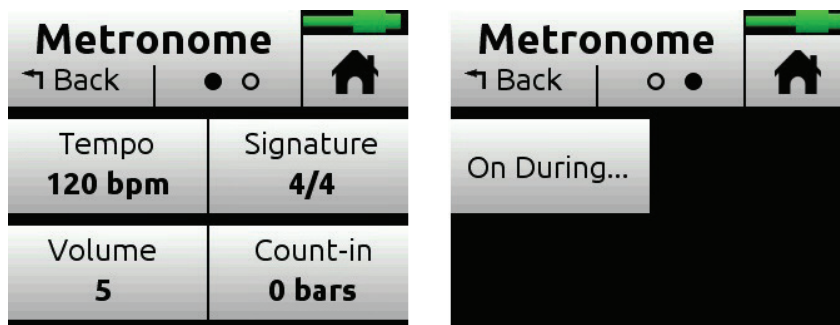 Metronome
Back
Tempo
120 bpm
Signature
4/4
Volume
5
Count-in
0 bars
Metronome
Back
On During...